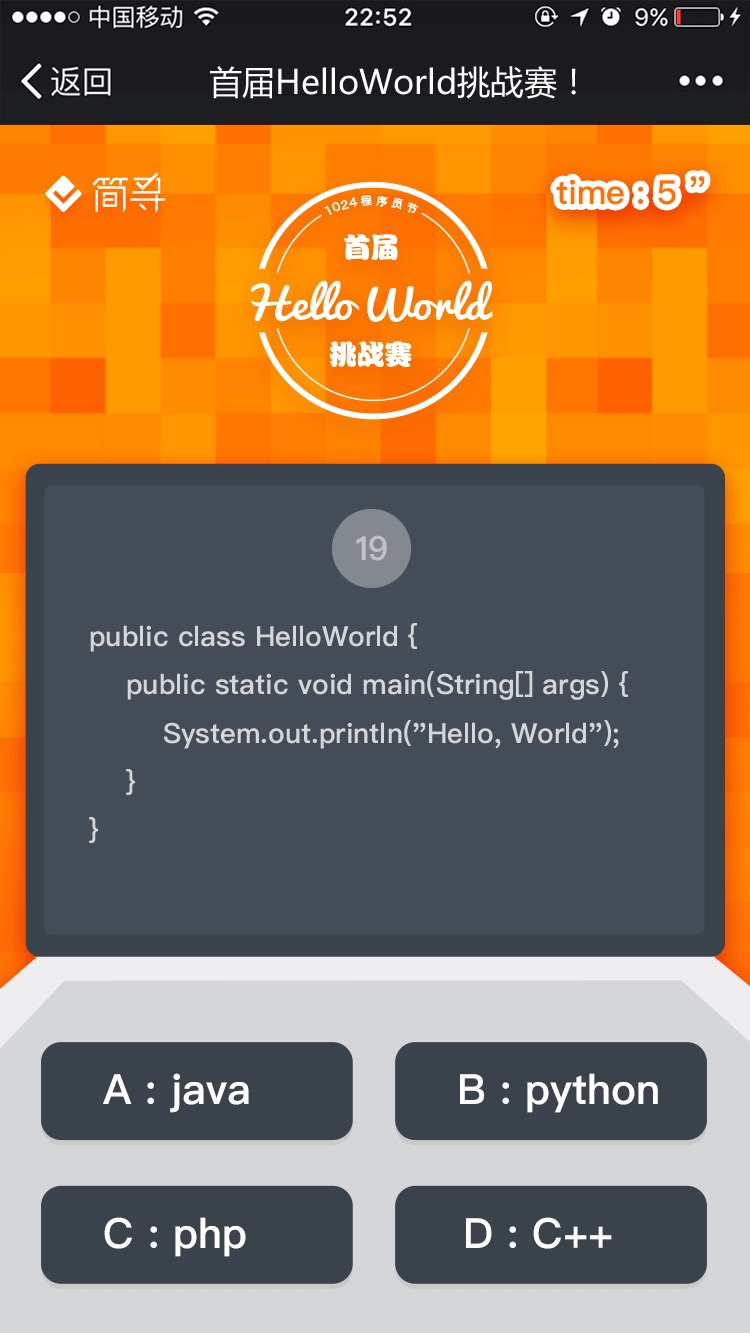 中国移动 22:52 9%
返回 首届HelloWorld挑战赛！
简寻
time:5”
1024程序员节
首届
Hello World
挑战赛
19
public class HelloWorld {
public static void main(String[] args) {
System.out.println(”Hello, World”);
}
}
A : java
B : python
C : php
D : C++